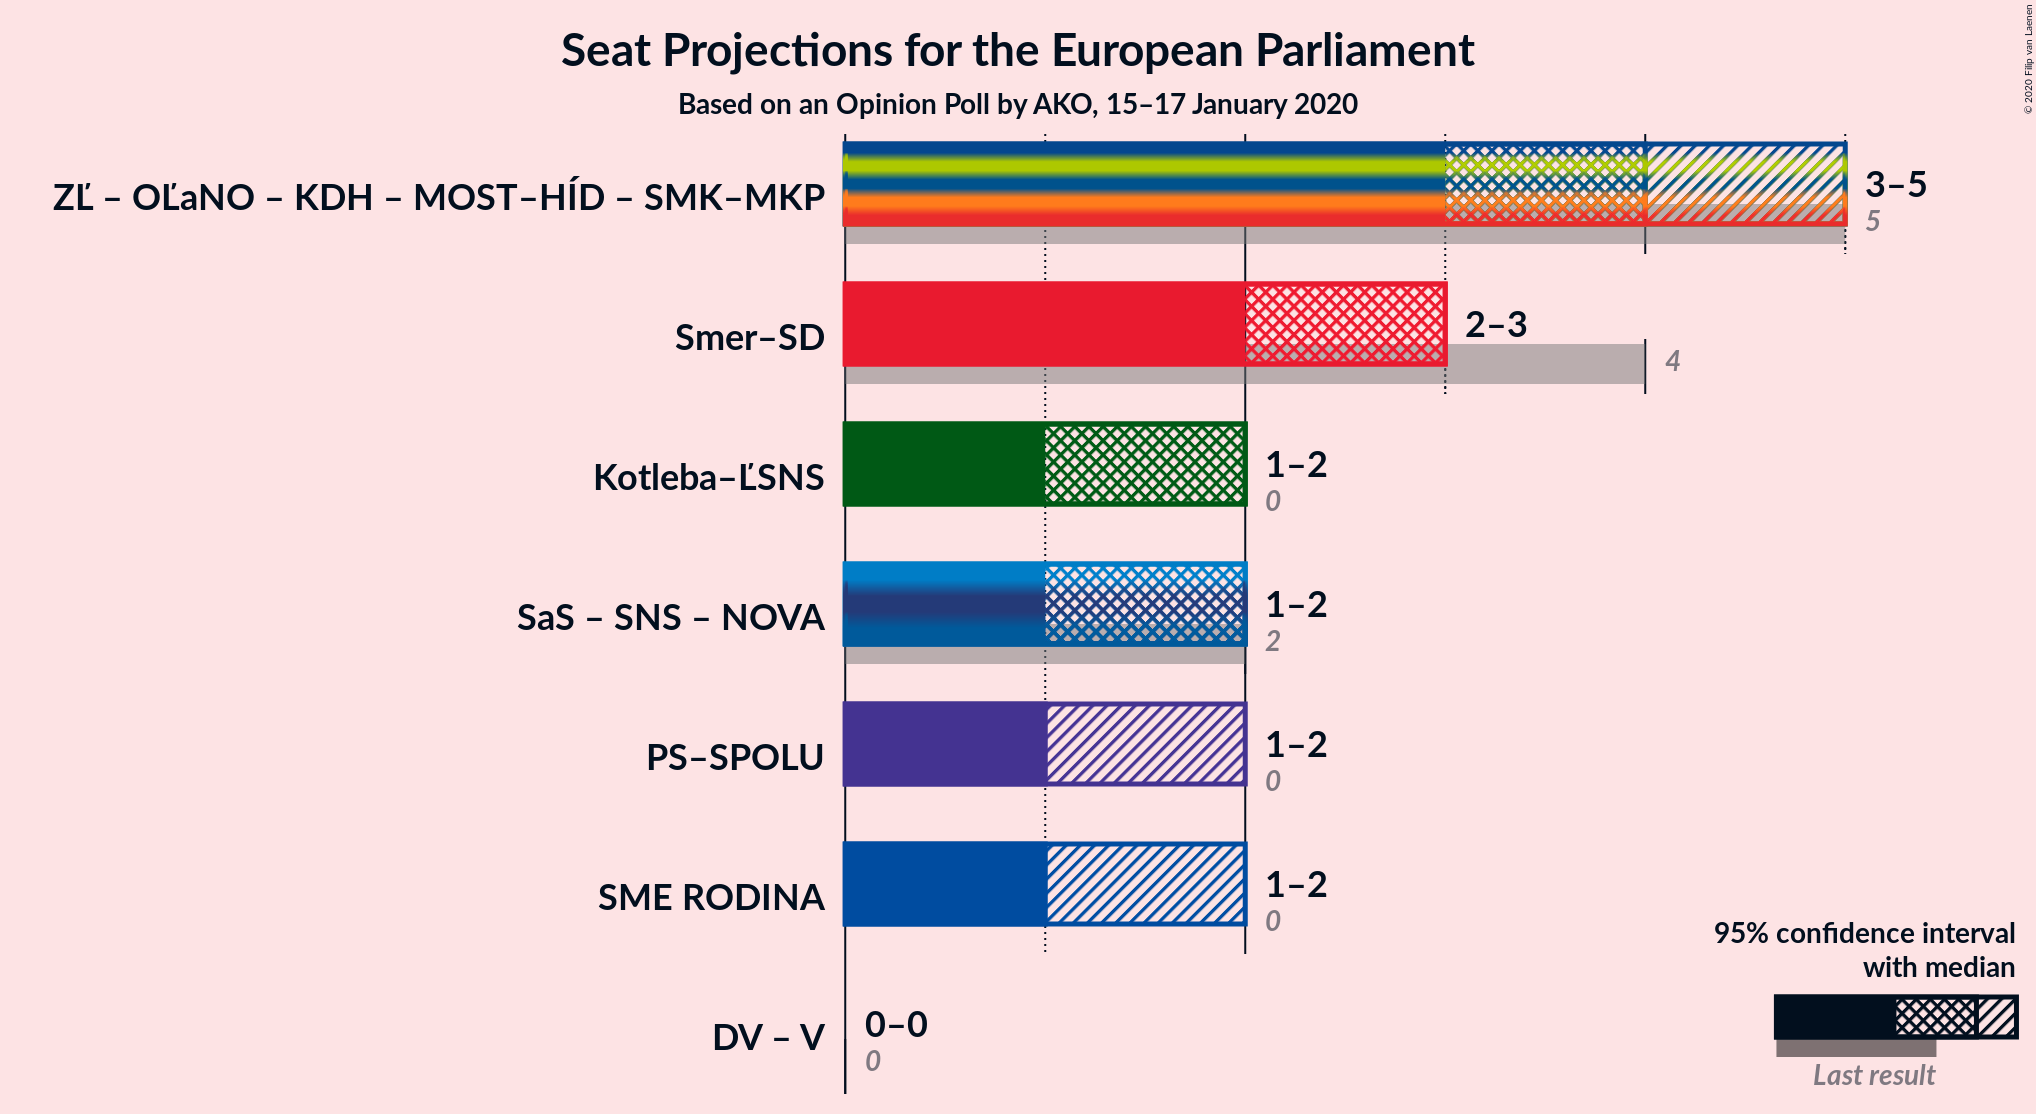 Seat Projections for the European Parliament
Based on an Opinion Poll by AKO, 15–17 January 2020
© 2020 Filip van Laenen
ZĽ – OĽaNO – KDH – MOST–HÍD – SMK–MKP
3–5
5
Smer–SD
2–3
4
Kotleba–ĽSNS
1–2
0
SaS – SNS – NOVA
1–2
2
PS–SPOLU
1–2
0
SME RODINA
1–2
0
DV – V
0–0
0
95% confidence interval
with median
Last result